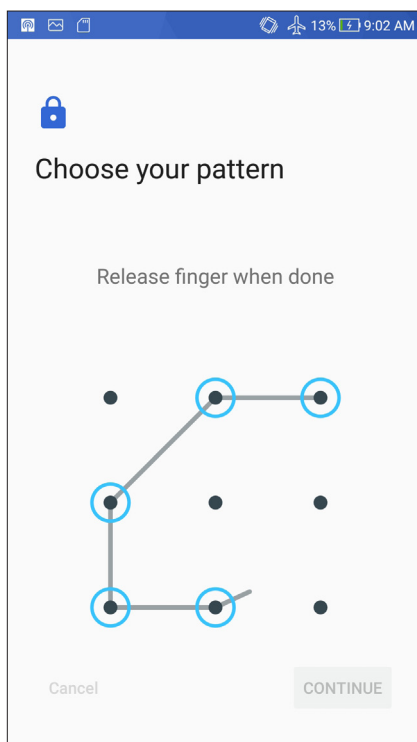 13% 9:02 AM
Choose your pattern
Release finger when done
Cancel CONTINUE